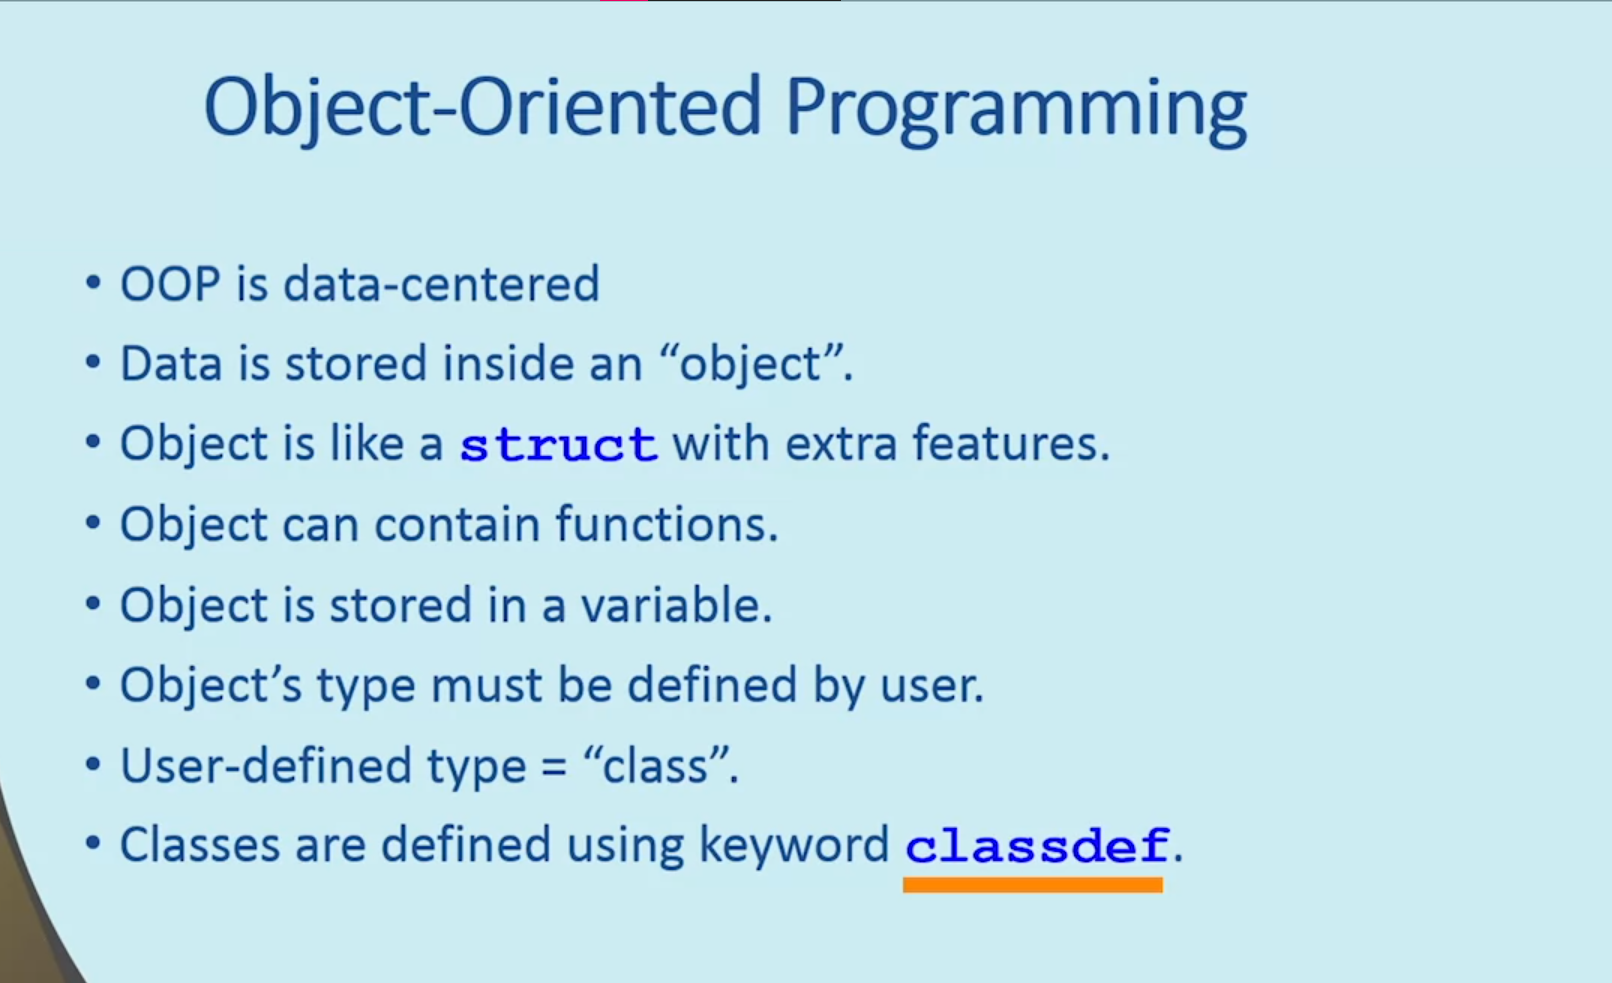 Object-Oriented Programming
• OOP is data-centered
• Data is stored inside an “object”.
• Object is like a struct with extra features.
• Object can contain functions.
• Object is stored in a variable.
• Object’s type must be defined by user.
• User-defined type = “class”.
• Classes are defined using keyword classdef.